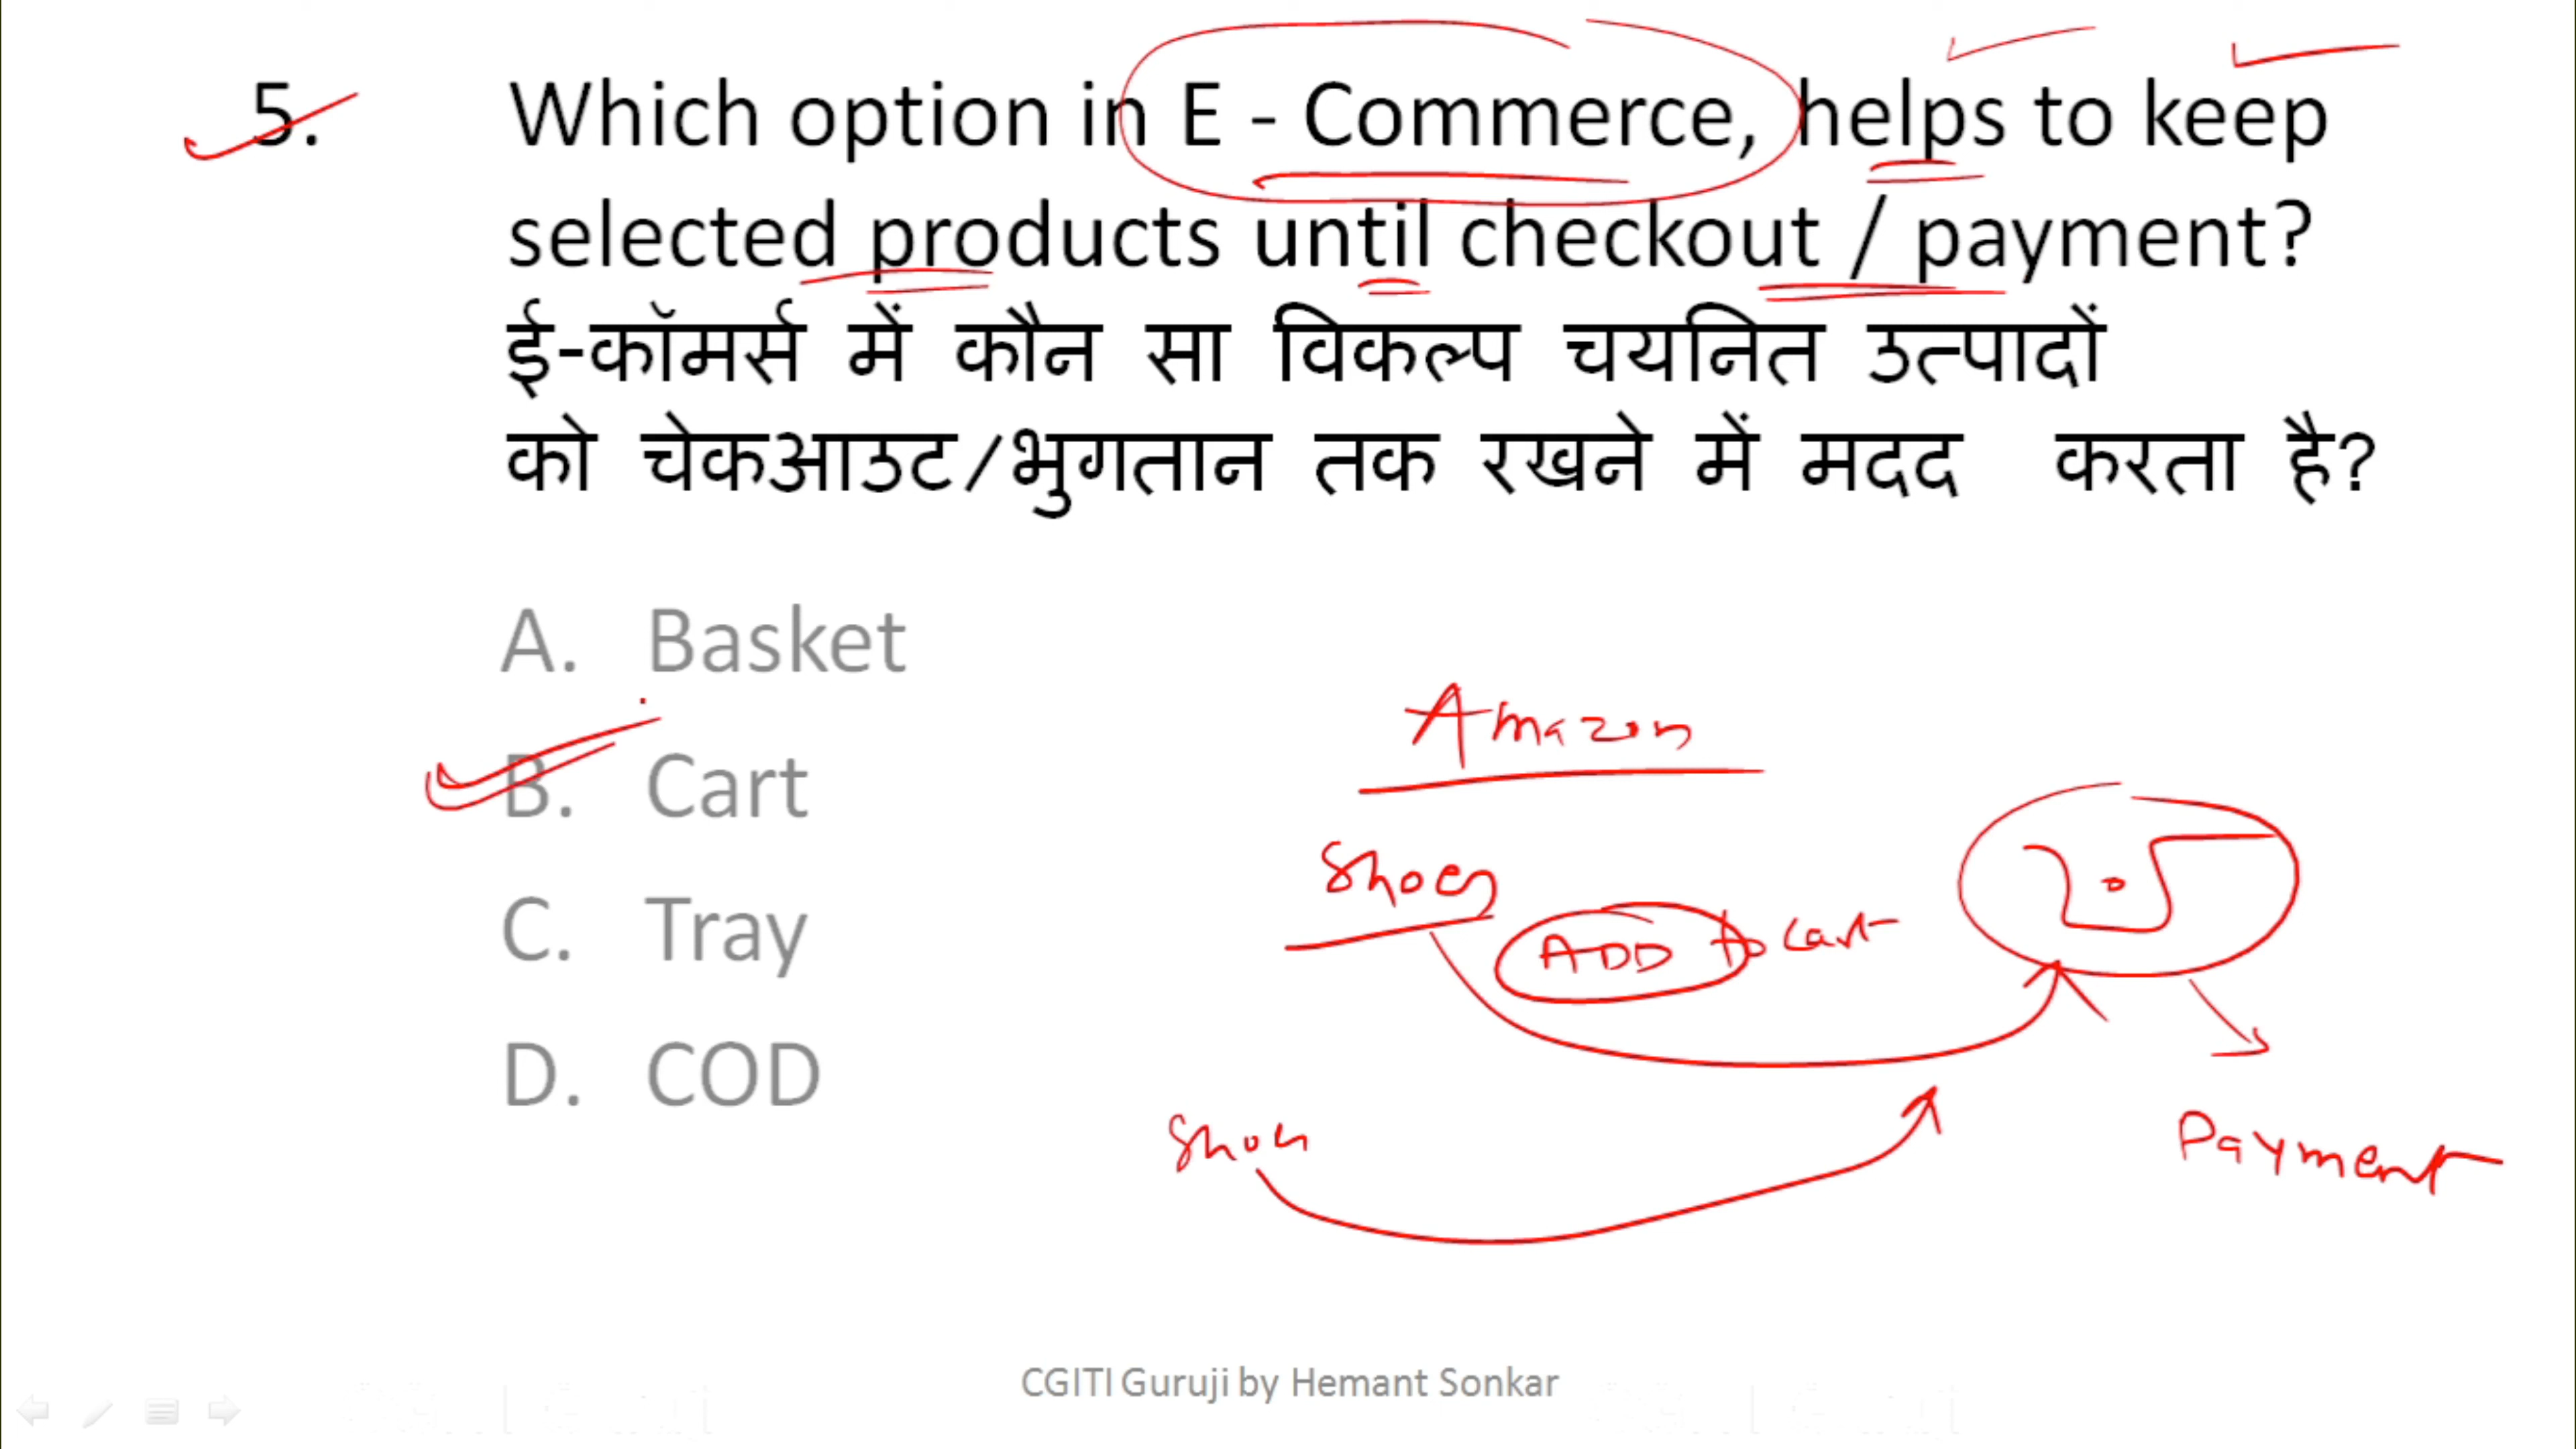 5. Which option in E - Commerce, helps to keep
selected products until checkout / payment?
ई-कॉमर्स में कौन सा विकल्प चयनित उत्पादों
को चेकआउट/भुगतान तक रखने में मदद करता है?
A. Basket
B. Cart
C. Tray
D. COD
Amazon
Shoes
ADD to cart
Payment
CGITI Guruji by Hemant Sonkar